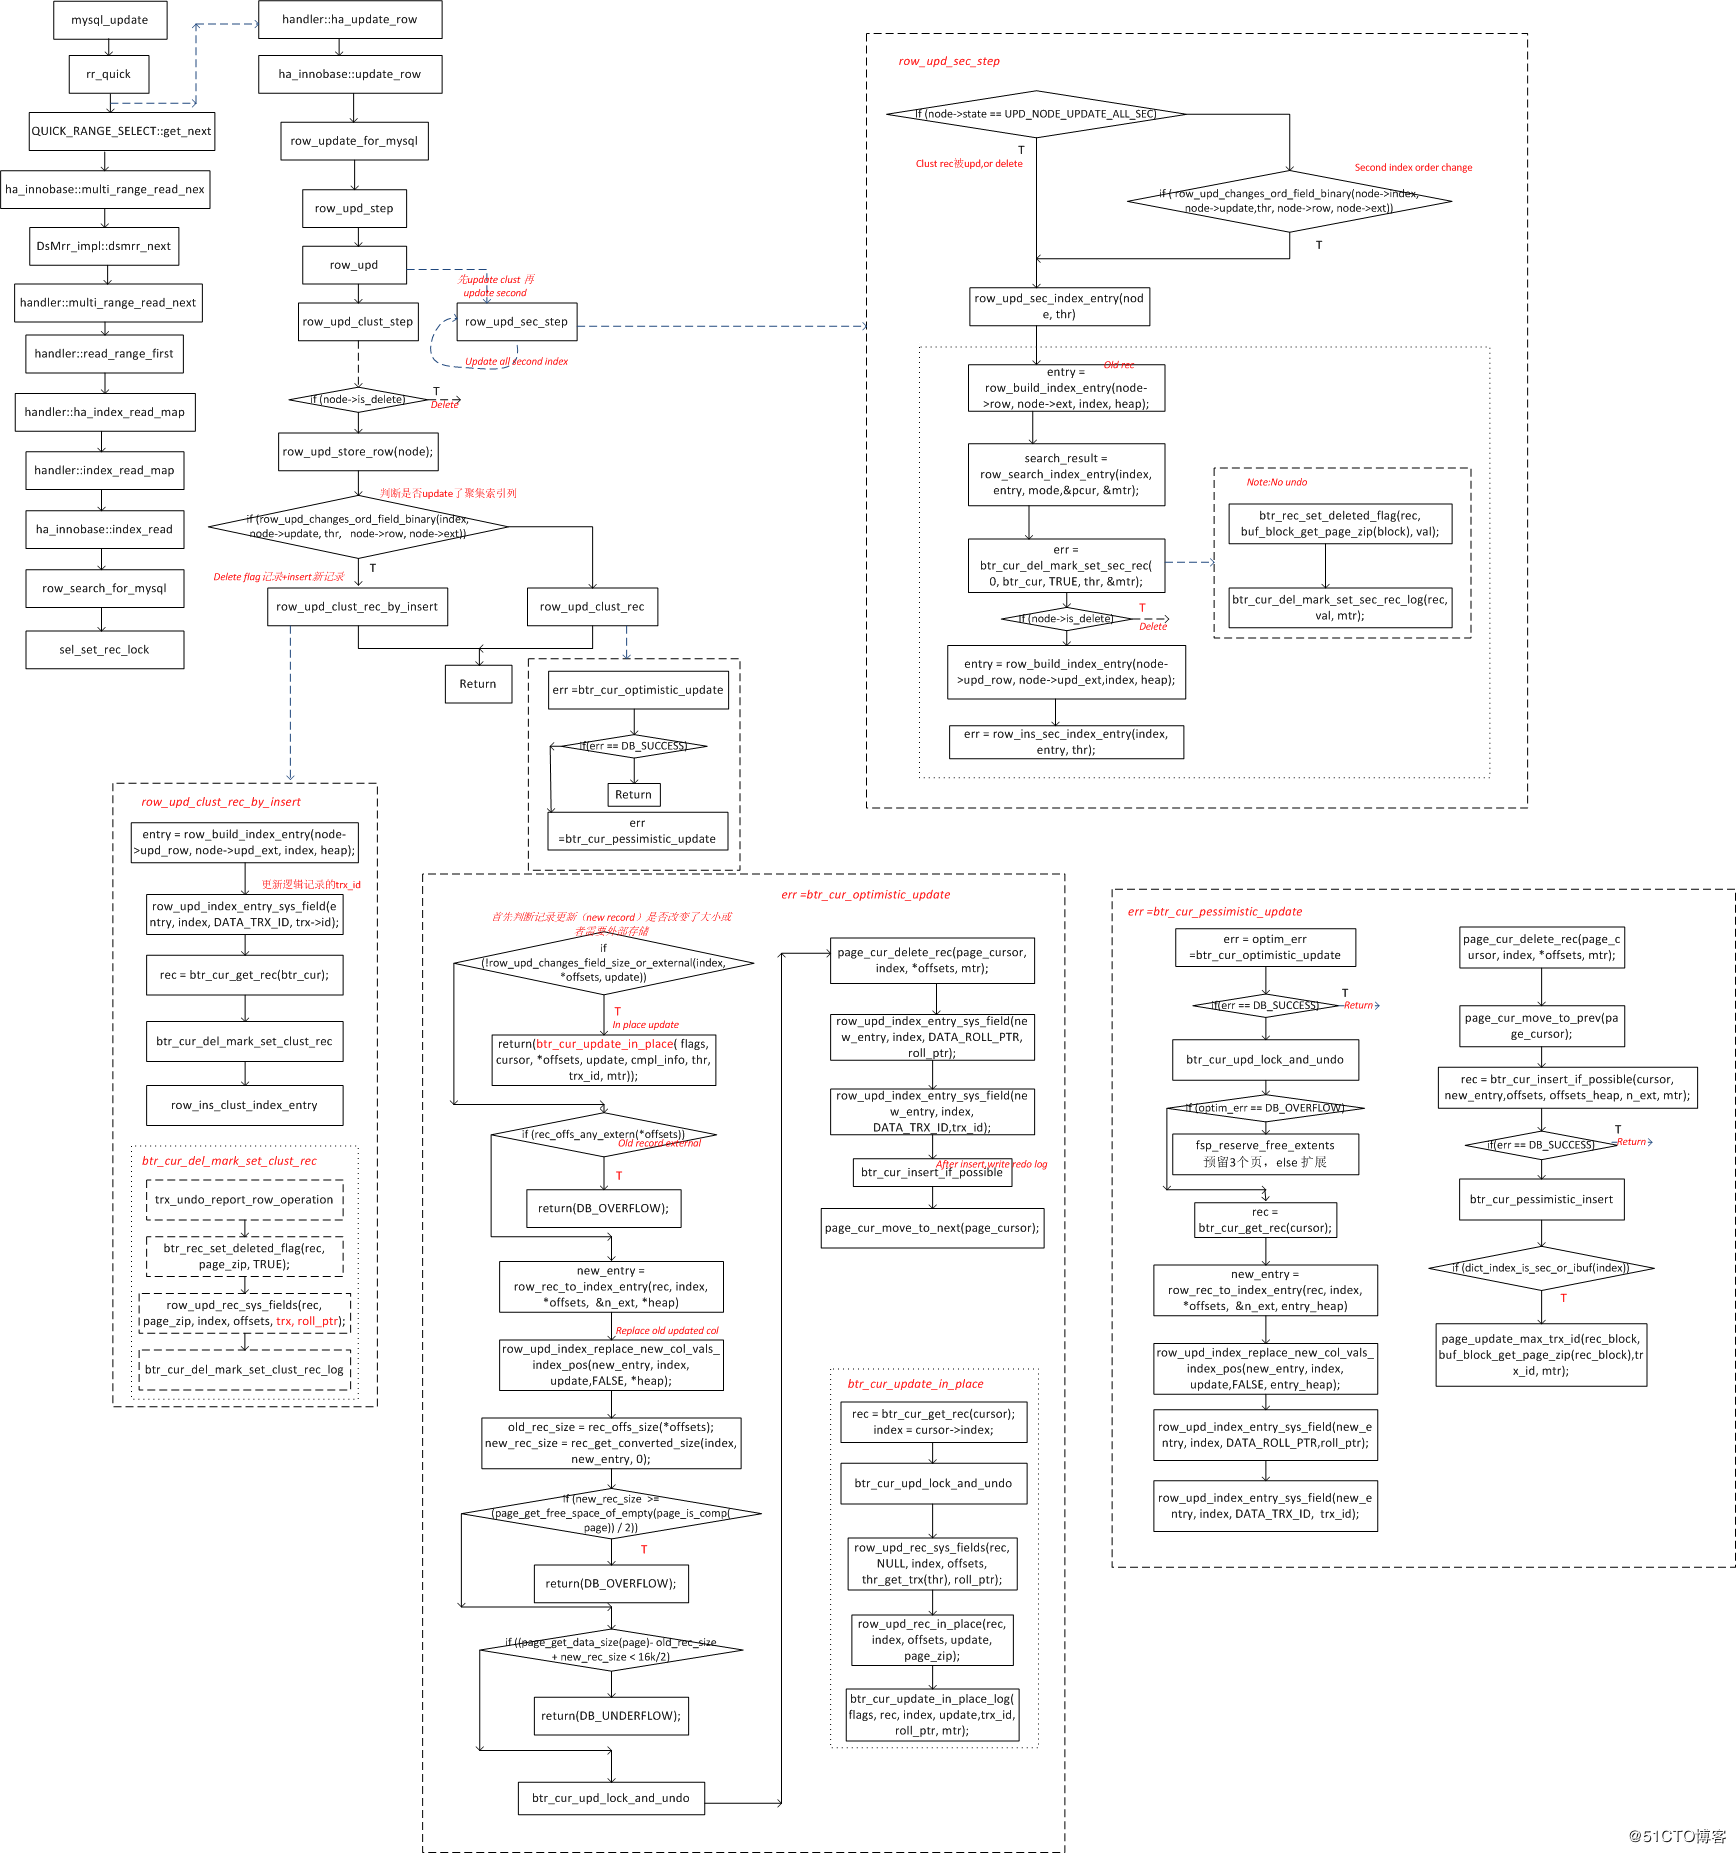 mysql_update
rr_quick
QUICK_RANGE_SELECT::get_next
ha_innobase::multi_range_read_nex
DsMrr_impl::dsmrr_next
handler::multi_range_read_next
handler::read_range_first
handler::ha_index_read_map
handler::index_read_map
ha_innobase::index_read
row_search_for_mysql
sel_set_rec_lock
handler::ha_update_row
ha_innobase::update_row
row_update_for_mysql
row_upd_step
row_upd
先update clust 再
update second
row_upd_clust_step
row_upd_sec_step
Update all second index
if (node->is_delete)
T
Delete
row_upd_store_row(node);
判断是否update了聚集索引列
if (row_upd_changes_ord_field_binary(index,
node->update, thr, node->row, node->ext))
T
Delete flag 记录+insert 新记录
row_upd_clust_rec_by_insert
row_upd_clust_rec
Return
err =btr_cur_optimistic_update
if(err == DB_SUCCESS)
Return
err
=btr_cur_pessimistic_update
row_upd_sec_step
If (node->state == UPD_NODE_UPDATE_ALL_SEC)
T
Clust rec被upd,or delete
Second index order change
if ( row_upd_changes_ord_field_binary(node->index,
node->update,thr, node->row, node->ext))
T
row_upd_sec_index_entry(nod
e, thr)
Old rec
entry =
row_build_index_entry(node-
>row, node->ext, index, heap);
search_result =
row_search_index_entry(index,
entry, mode,&pcur, &mtr);
err =
btr_cur_del_mark_set_sec_rec(
0, btr_cur, TRUE, thr, &mtr);
If (node->is_delete)
T
Delete
entry = row_build_index_entry(node-
>upd_row, node->upd_ext,index, heap);
err = row_ins_sec_index_entry(index,
entry, thr);
Note:No undo
btr_rec_set_deleted_flag(rec,
buf_block_get_page_zip(block), val);
btr_cur_del_mark_set_sec_rec_log(rec,
val, mtr);
row_upd_clust_rec_by_insert
entry = row_build_index_entry(node-
>upd_row, node->upd_ext, index, heap);
更新逻辑记录的trx_id
row_upd_index_entry_sys_field(e
ntry, index, DATA_TRX_ID, trx->id);
rec = btr_cur_get_rec(btr_cur);
btr_cur_del_mark_set_clust_rec
row_ins_clust_index_entry
btr_cur_del_mark_set_clust_rec
trx_undo_report_row_operation
btr_rec_set_deleted_flag(rec,
page_zip, TRUE);
row_upd_rec_sys_fields(rec,
page_zip, index, offsets, trx, roll_ptr);
btr_cur_del_mark_set_clust_rec_log
err =btr_cur_optimistic_update
首先判断记录更新（new record）是否改变了大小或
者需要外部存储
if
(!row_upd_changes_field_size_or_external(index,
*offsets, update))
T
In place update
return(btr_cur_update_in_place( flags,
cursor, *offsets, update, cmpl_info, thr,
trx_id, mtr));
if (rec_offs_any_extern(*offsets))
Old record external
T
return(DB_OVERFLOW);
new_entry =
row_rec_to_index_entry(rec, index,
*offsets, &n_ext, *heap)
Replace old updated col
row_upd_index_replace_new_col_vals_
index_pos(new_entry, index,
update,FALSE, *heap);
old_rec_size = rec_offs_size(*offsets);
new_rec_size = rec_get_converted_size(index,
new_entry, 0);
if (new_rec_size >=
(page_get_free_space_of_empty(page_is_comp(
page)) / 2))
T
return(DB_OVERFLOW);
if ((page_get_data_size(page)- old_rec_size
+ new_rec_size < 16k/2)
return(DB_UNDERFLOW);
btr_cur_upd_lock_and_undo
page_cur_delete_rec(page_cursor,
index, *offsets, mtr);
row_upd_index_entry_sys_field(ne
w_entry, index, DATA_ROLL_PTR,
roll_ptr);
row_upd_index_entry_sys_field(ne
w_entry, index,
DATA_TRX_ID,trx_id);
After insert,write redo log
btr_cur_insert_if_possible
page_cur_move_to_next(page_cursor);
btr_cur_update_in_place
rec = btr_cur_get_rec(cursor);
index = cursor->index;
btr_cur_upd_lock_and_undo
row_upd_rec_sys_fields(rec,
NULL, index, offsets,
thr_get_trx(thr), roll_ptr);
row_upd_rec_in_place(rec,
index, offsets, update,
page_zip);
btr_cur_update_in_place_log(
flags, rec, index, update,trx_id,
roll_ptr, mtr);
err =btr_cur_pessimistic_update
err = optim_err
=btr_cur_optimistic_update
if(err == DB_SUCCESS)
T
Return
btr_cur_upd_lock_and_undo
if (optim_err == DB_OVERFLOW)
fsp_reserve_free_extents
预留3个页，else 扩展
rec =
btr_cur_get_rec(cursor);
new_entry =
row_rec_to_index_entry(rec, index,
*offsets, &n_ext, entry_heap)
row_upd_index_replace_new_col_vals_
index_pos(new_entry, index,
update,FALSE, entry_heap);
row_upd_index_entry_sys_field(new_e
ntry, index, DATA_ROLL_PTR,roll_ptr);
row_upd_index_entry_sys_field(new_e
ntry, index, DATA_TRX_ID, trx_id);
page_cur_delete_rec(page_c
ursor, index, *offsets, mtr);
page_cur_move_to_prev(pa
ge_cursor);
rec = btr_cur_insert_if_possible(cursor,
new_entry,offsets, offsets_heap, n_ext, mtr);
if(err == DB_SUCCESS)
T
Return
btr_cur_pessimistic_insert
if (dict_index_is_sec_or_ibuf(index))
T
page_update_max_trx_id(rec_block,
buf_block_get_page_zip(rec_block),tr
x_id, mtr);
@51CTO博客